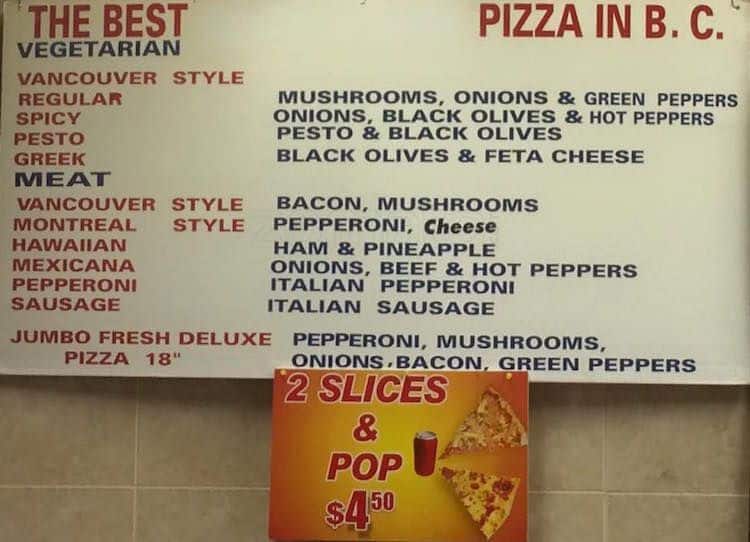 THE BEST PIZZA IN B. C.
VEGETARIAN
VANCOUVER STYLE
REGULAR MUSHROOMS, ONIONS & GREEN PEPPERS
SPICY ONIONS, BLACK OLIVES & HOT PEPPERS
PESTO PESTO & BLACK OLIVES
GREEK BLACK OLIVES & FETA CHEESE
MEAT
VANCOUVER STYLE BACON, MUSHROOMS
MONTREAL STYLE PEPPERONI, Cheese
HAWAIIAN HAM & PINEAPPLE
MEXICANA ONIONS, BEEF & HOT PEPPERS
PEPPERONI ITALIAN PEPPERONI
SAUSAGE ITALIAN SAUSAGE
JUMBO FRESH DELUXE PEPPERONI, MUSHROOMS,
PIZZA 18" ONIONS, BACON, GREEN PEPPERS
2 SLICES
&
POP
$4.50